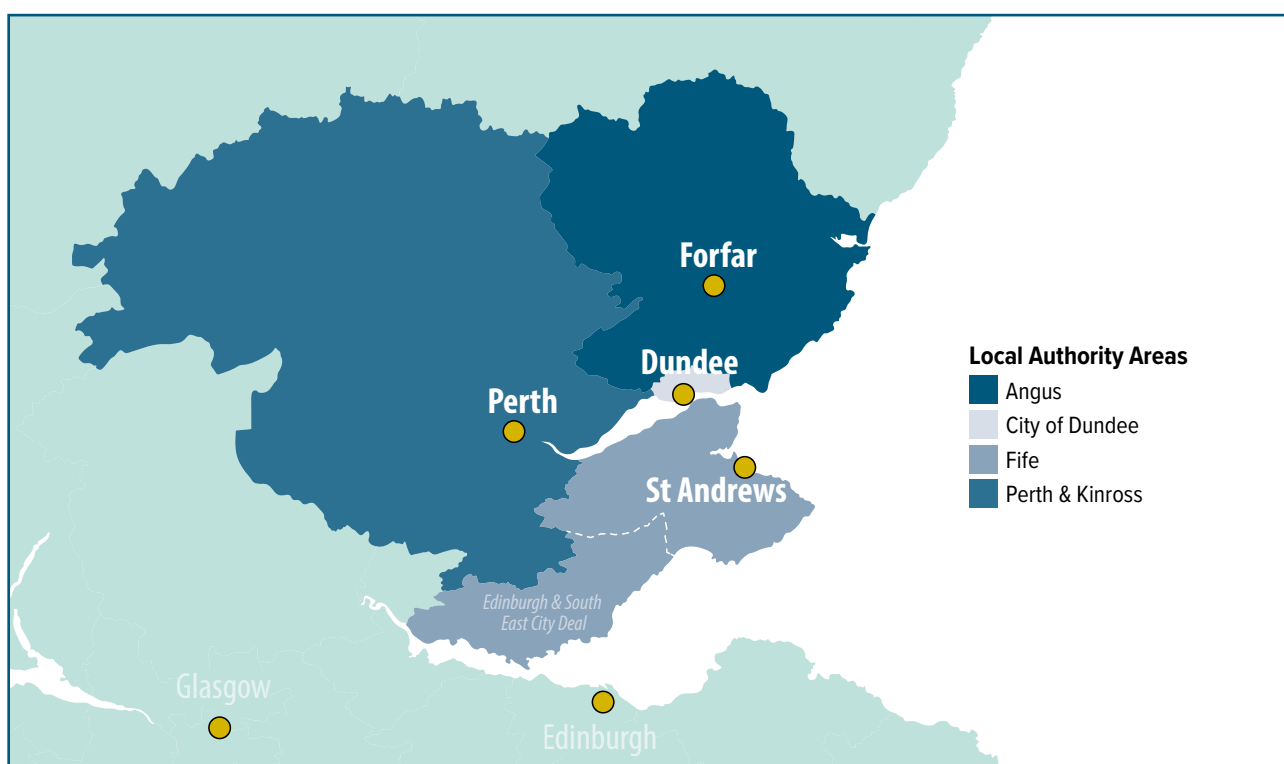 Forfar
Dundee
Perth
St Andrews
Edinburgh & South
East City Deal
Glasgow
Edinburgh
Local Authority Areas
Angus
City of Dundee
Fife
Perth & Kinross